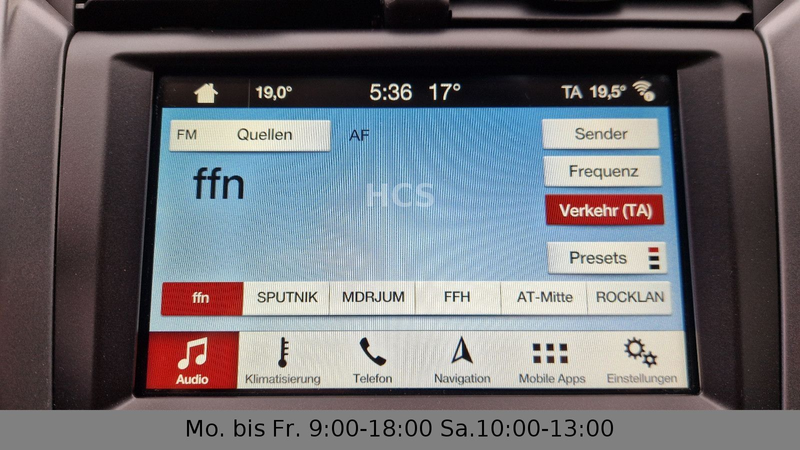 19,0° 5:36 17° TA 19,5°
FM Quellen AF Sender
ffn
HCS
Frequenz
Verkehr (TA)
Presets
ffn SPUTNIK MDRJUM FFH AT-Mitte ROCKLAN
Audio Klimatisierung Telefon Navigation Mobile Apps Einstellungen
Mo. bis Fr. 9:00-18:00 Sa.10:00-13:00